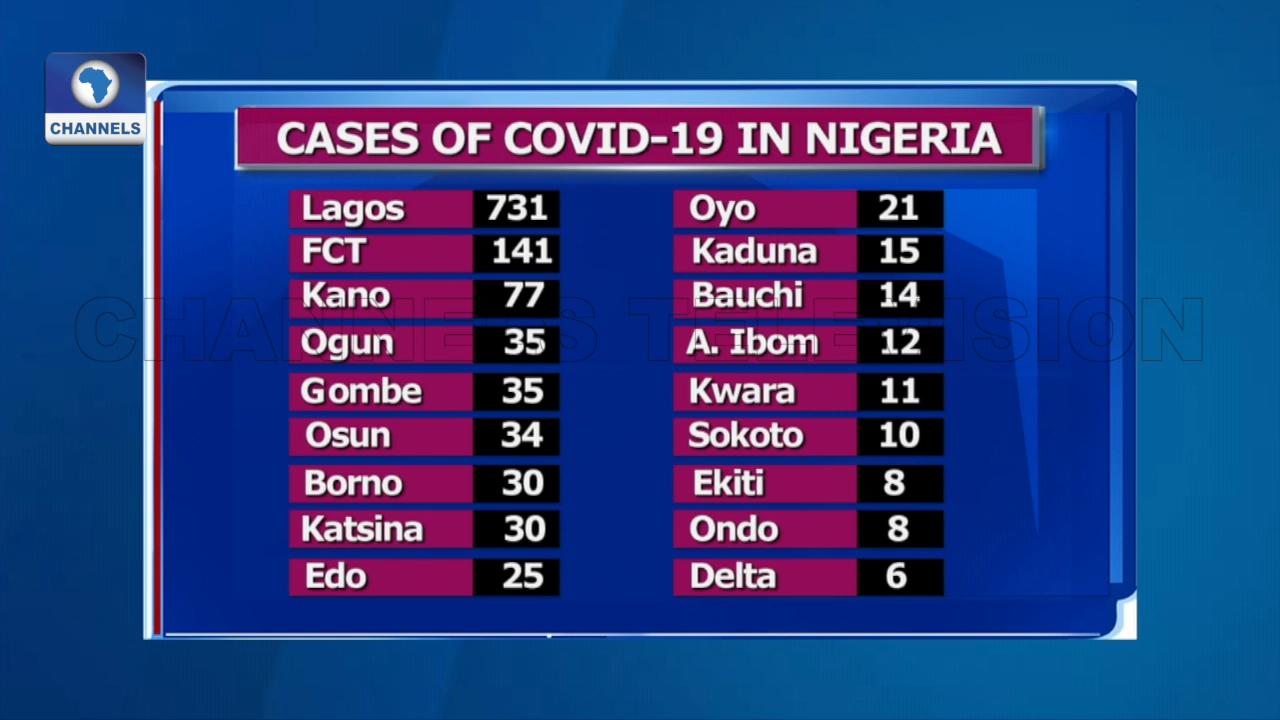 CHANNELS
CASES OF COVID-19 IN NIGERIA
Lagos 731
FCT 141
Kano 77
Ogun 35
Gombe 35
Osun 34
Borno 30
Katsina 30
Edo 25
Oyo 21
Kaduna 15
Bauchi 14
A. Ibom 12
Kwara 11
Sokoto 10
Ekiti 8
Ondo 8
Delta 6
CHANNELS TELEVISION